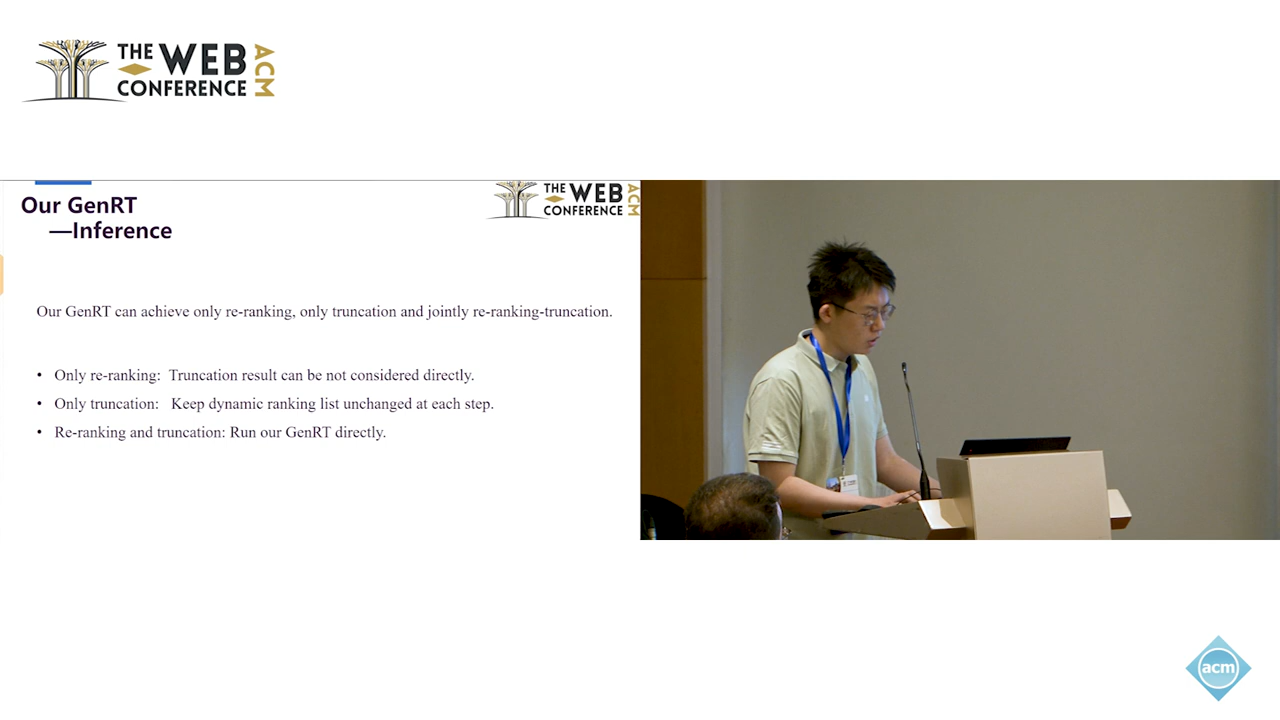 THE WEB
CONFERENCE
ACM
Our GenRT
—Inference
THE WEB
CONFERENCE
ACM
Our GenRT can achieve only re-ranking, only truncation and jointly re-ranking-truncation.
• Only re-ranking: Truncation result can be not considered directly.
• Only truncation: Keep dynamic ranking list unchanged at each step.
• Re-ranking and truncation: Run our GenRT directly.
acm